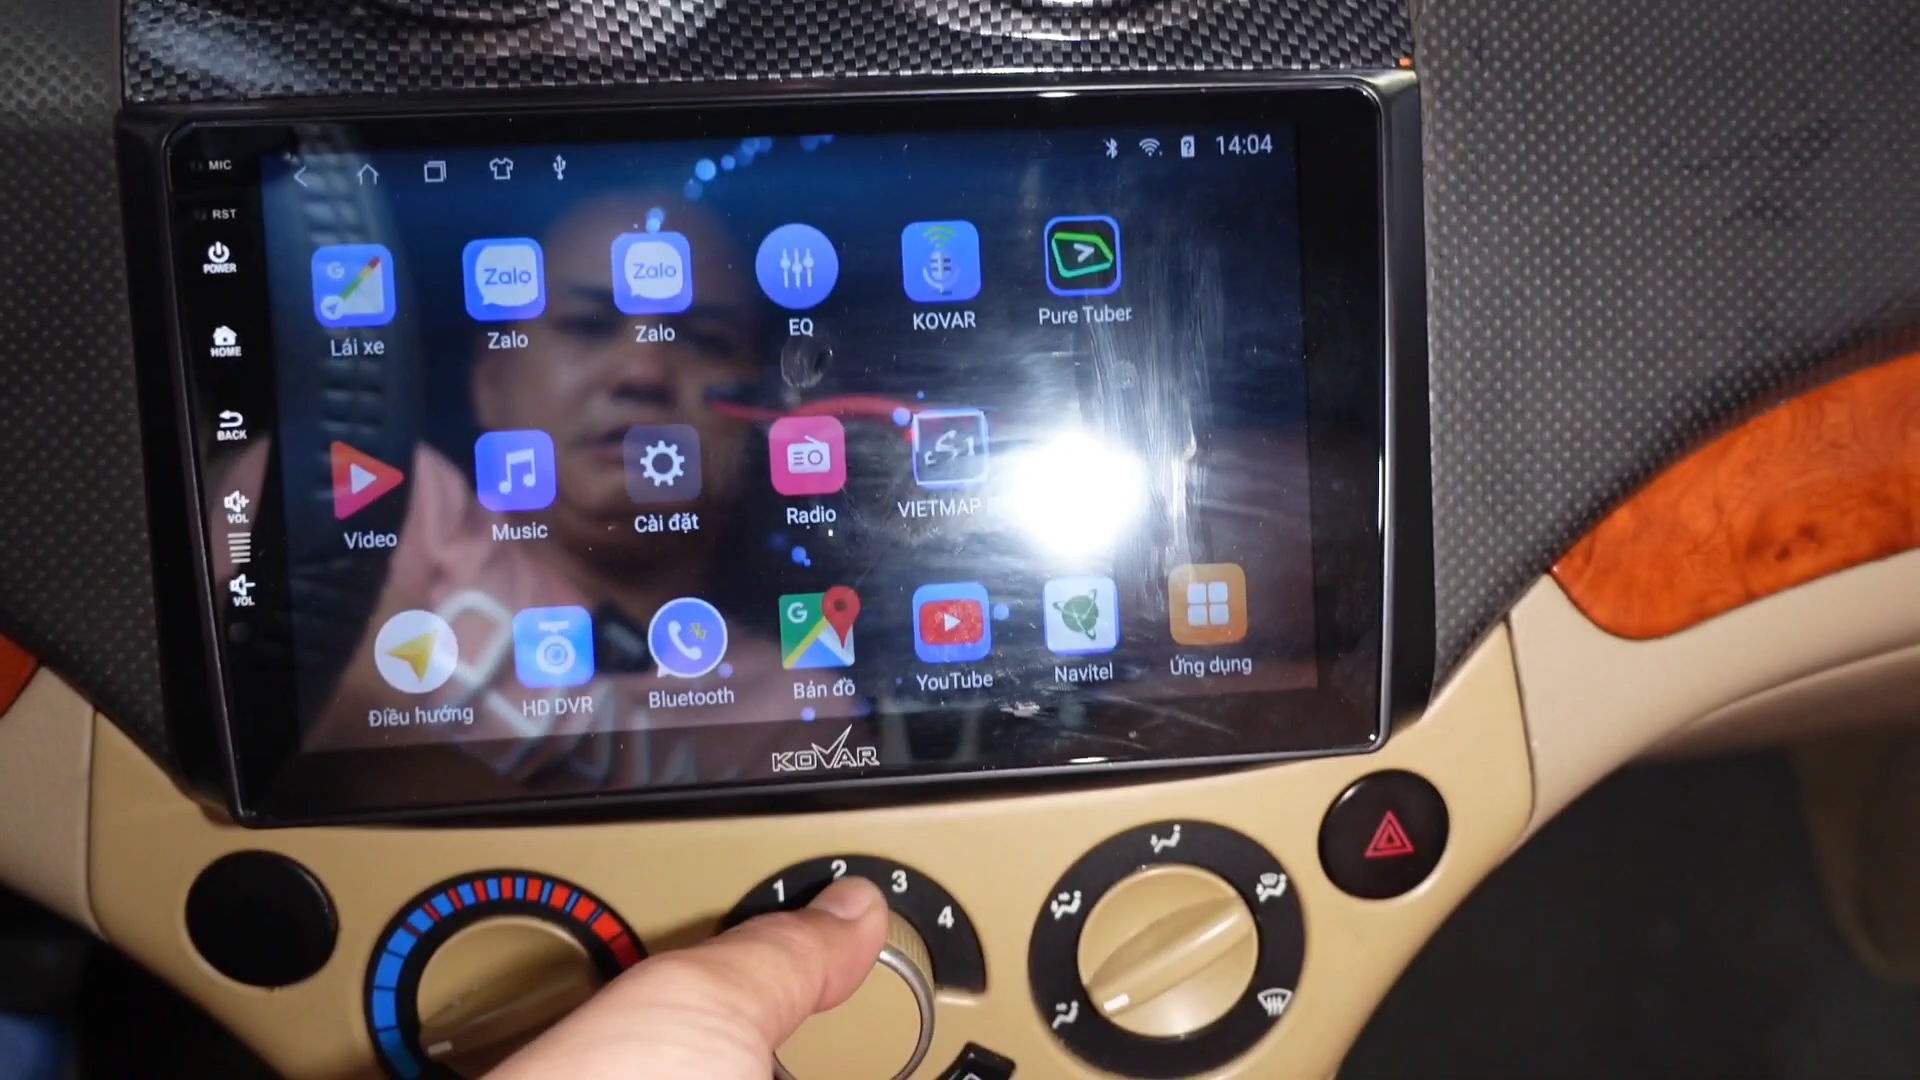 MIC
14:04
RST
POWER
HOME
BACK
VOL
VOL
Lái xe
Zalo
Zalo
Zalo
Zalo
EQ
KOVAR
Pure Tuber
Video
Music
Cài đặt
Radio
VIETMAP
Điều hướng
HD DVR
Bluetooth
G
Bản đồ
YouTube
Navitel
Ứng dụng
KOVAR
1
2
3
4